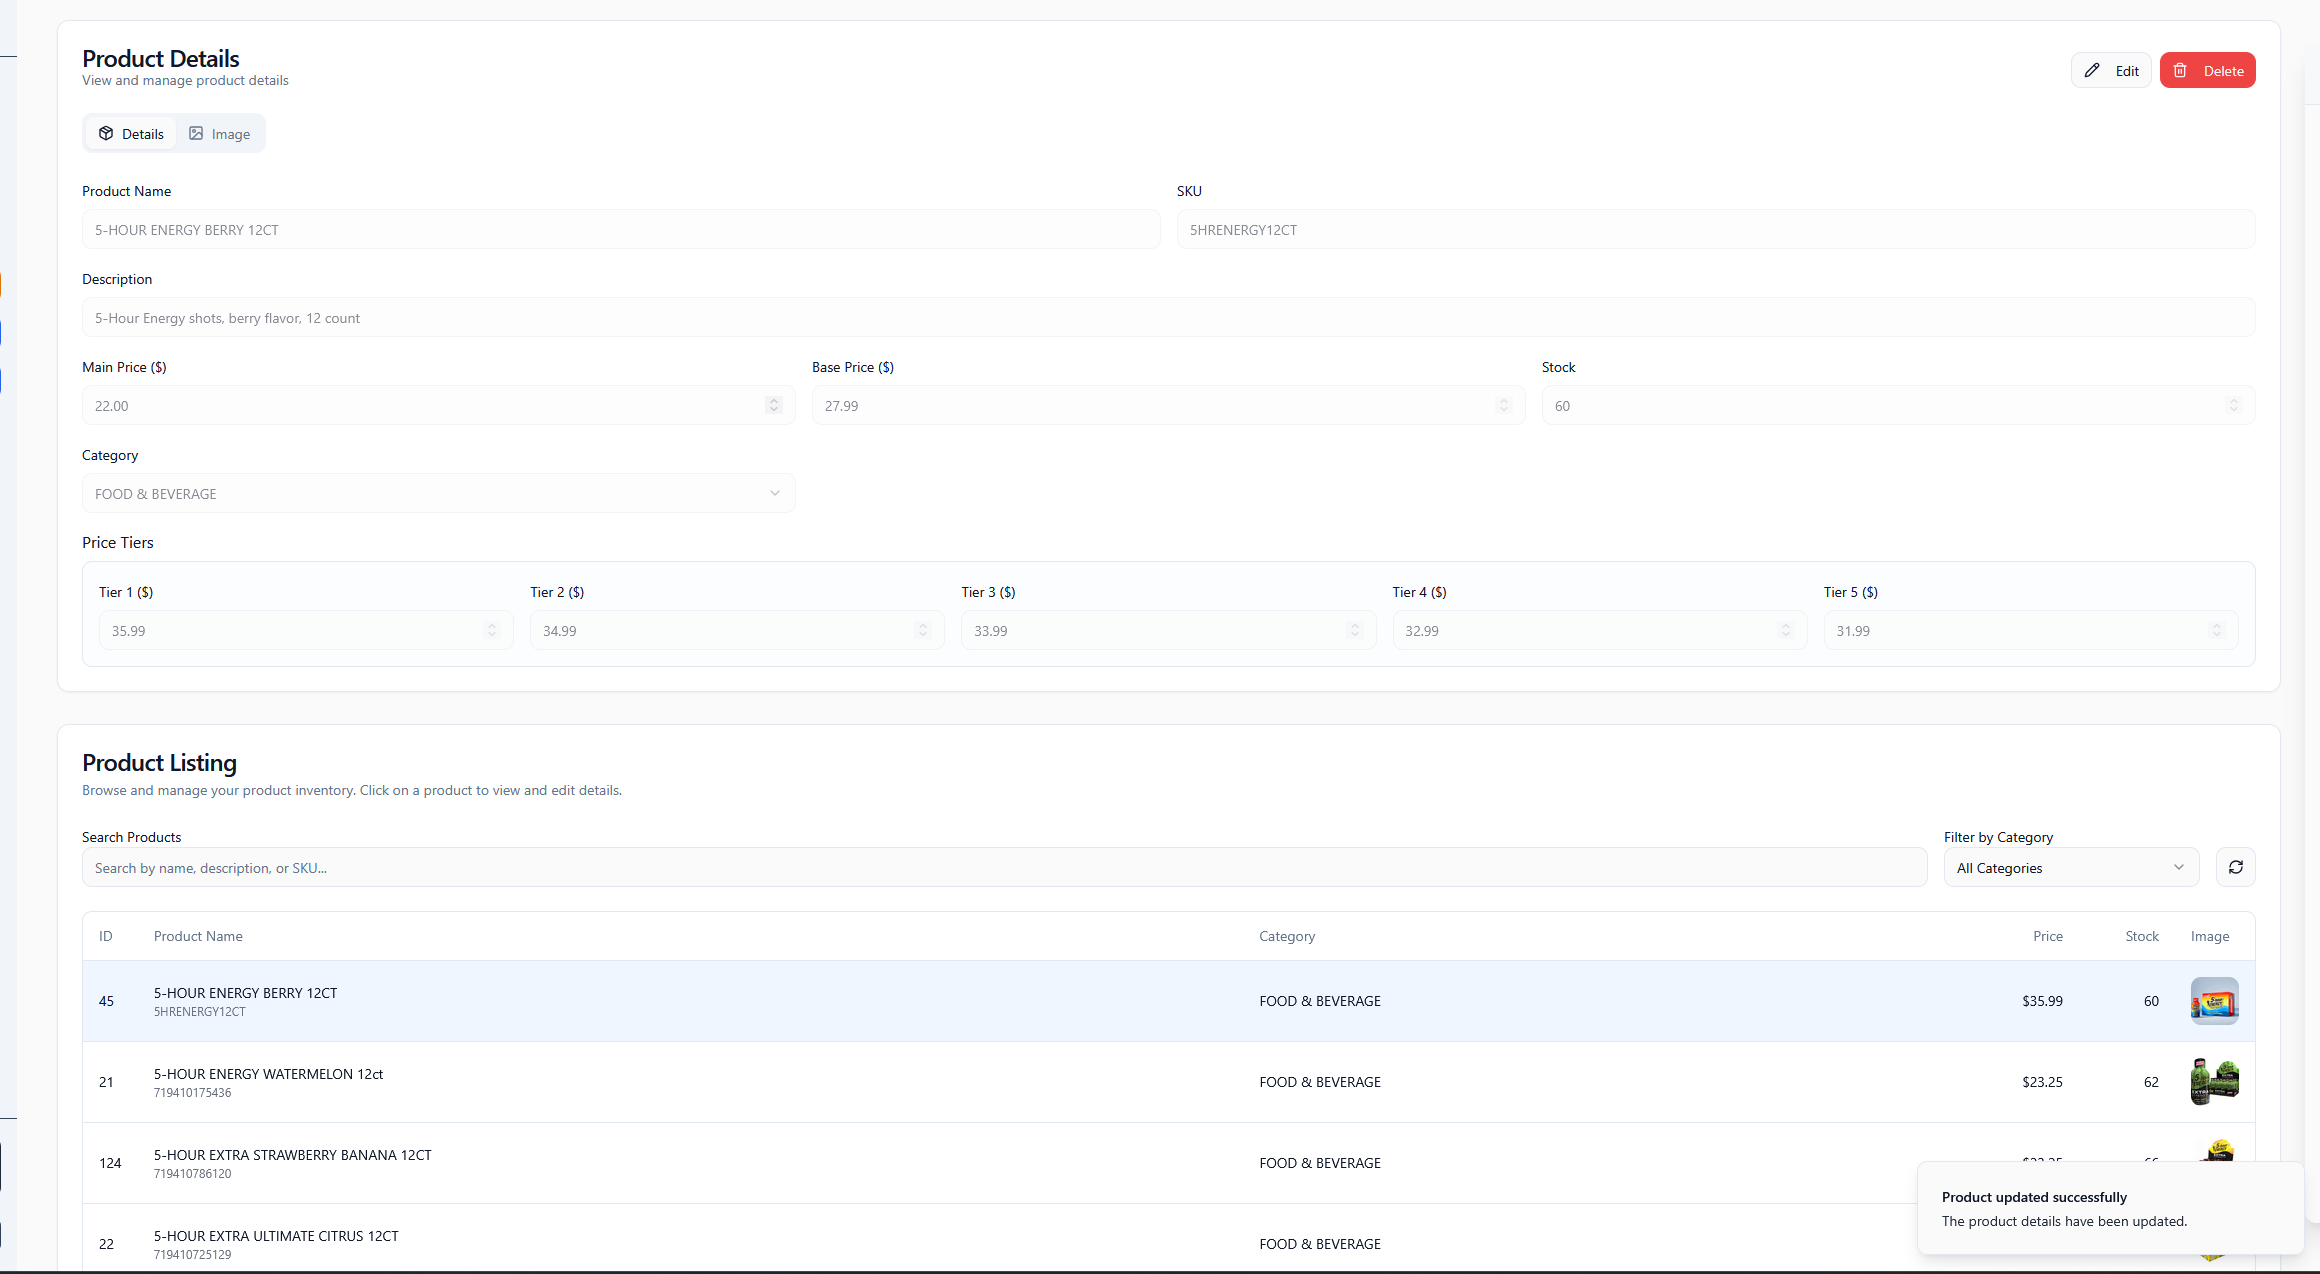 Product Details
View and manage product details
Edit
Delete
Details
Image
Product Name
SKU
5-HOUR ENERGY BERRY 12CT
5HRENERGY12CT
Description
5-Hour Energy shots, berry flavor, 12 count
Main Price ($)
Base Price ($)
Stock
22.00
27.99
60
Category
FOOD & BEVERAGE
Price Tiers
Tier 1 ($)
Tier 2 ($)
Tier 3 ($)
Tier 4 ($)
Tier 5 ($)
35.99
34.99
33.99
32.99
31.99
Product Listing
Browse and manage your product inventory. Click on a product to view and edit details.
Search Products
Filter by Category
Search by name, description, or SKU...
All Categories
ID
Product Name
Category
Price
Stock
Image
45
5-HOUR ENERGY BERRY 12CT
5HRENERGY12CT
FOOD & BEVERAGE
$35.99
60
21
5-HOUR ENERGY WATERMELON 12ct
719410175436
FOOD & BEVERAGE
$23.25
62
124
5-HOUR EXTRA STRAWBERRY BANANA 12CT
719410786120
FOOD & BEVERAGE
22
5-HOUR EXTRA ULTIMATE CITRUS 12CT
719410725129
FOOD & BEVERAGE
Product updated successfully
The product details have been updated.